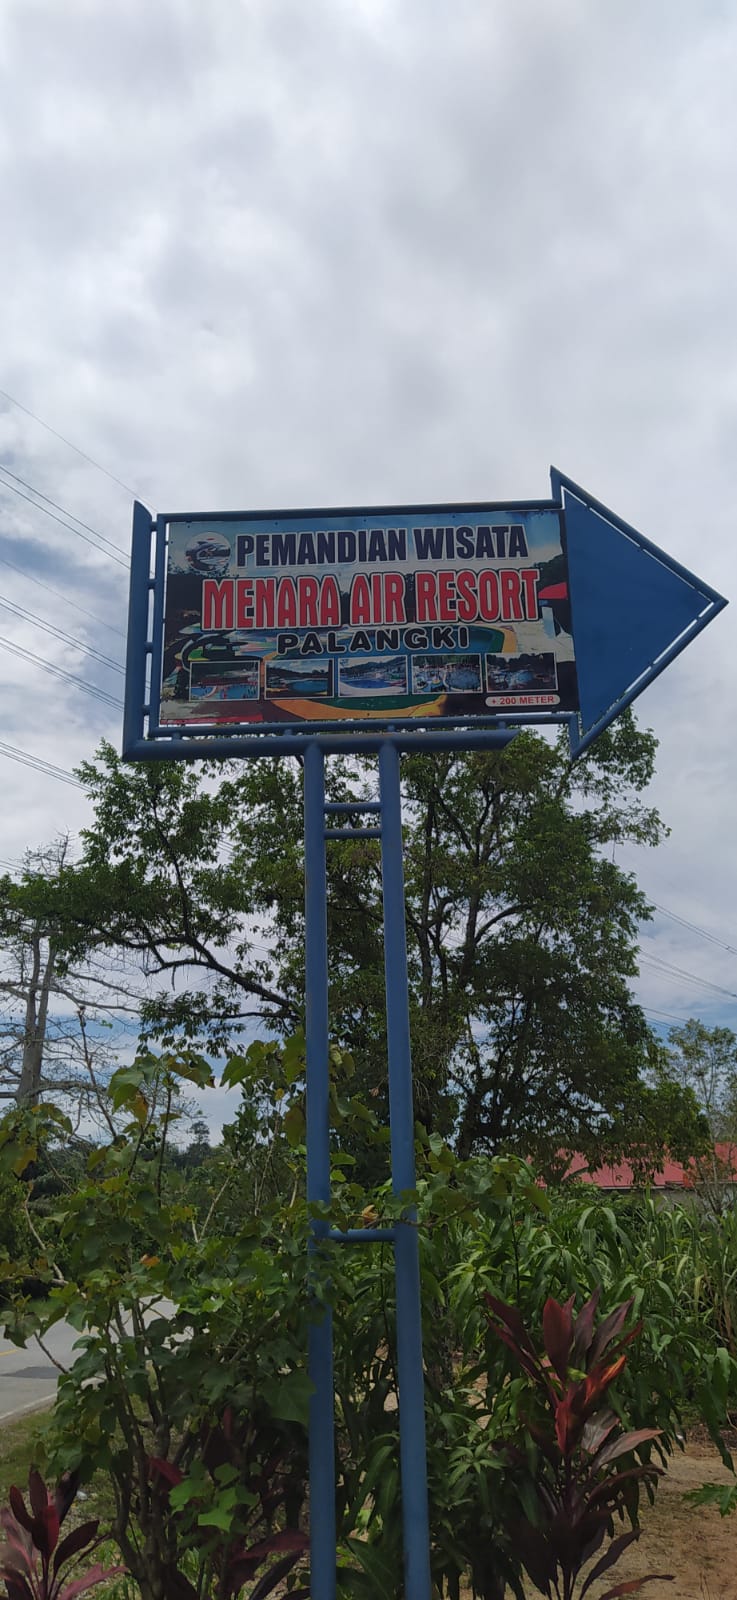 PEMANDIAN WISATA
MENARA AIR RESORT
PALANGKI
+ 200 METER